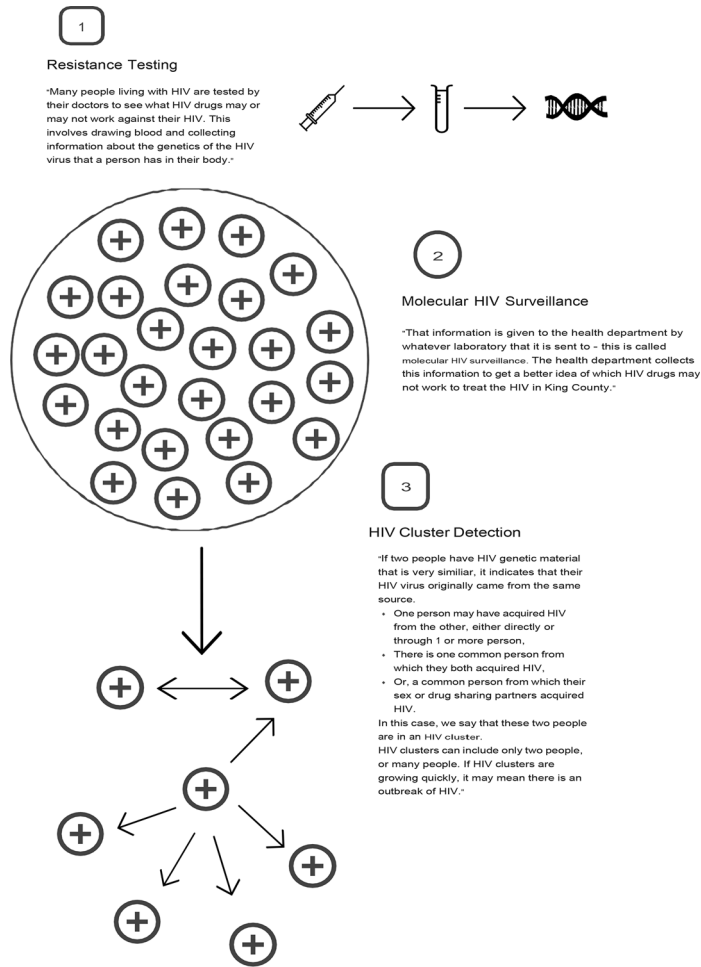 1
Resistance Testing
"Many people living with HIV are tested by
their doctors to see what HIV drugs may or
may not work against their HIV. This
involves drawing blood and collecting
information about the genetics of the HIV
virus that a person has in their body."
2
Molecular HIV Surveillance
"That information is given to the health department by
whatever laboratory that it is sent to - this is called
molecular HIV surveillance. The health department collects
this information to get a better idea of which HIV drugs may
not work to treat the HIV in King County."
3
HIV Cluster Detection
"If two people have HIV genetic material
that is very similiar, it indicates that their
HIV virus originally came from the same
source.
• One person may have acquired HIV
from the other, either directly or
through 1 or more person,
• There is one common person from
which they both acquired HIV,
• Or, a common person from which their
sex or drug sharing partners acquired
HIV.
In this case, we say that these two people
are in an HIV cluster.
HIV clusters can include only two people,
or many people. If HIV clusters are
growing quickly, it may mean there is an
outbreak of HIV."